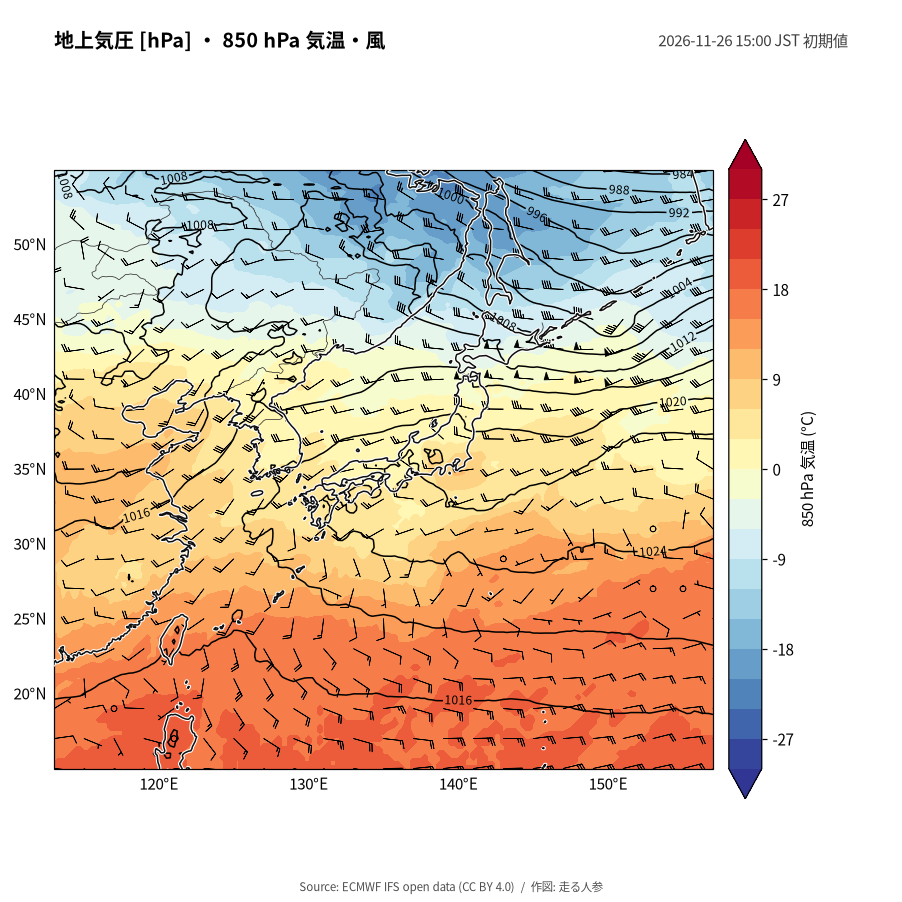 地上気圧 [hPa] ・ 850 hPa 気温・風
2026-11-26 15:00 JST 初期値
1008
1008
1008
1000
996
984
988
992
1004
1008
1012
1020
1016
1024
1016
50°N
45°N
40°N
35°N
30°N
25°N
20°N
120°E
130°E
140°E
150°E
27
18
9
0
-9
-18
-27
850 hPa 気温 (°C)
Source: ECMWF IFS open data (CC BY 4.0) / 作図: 走る人参